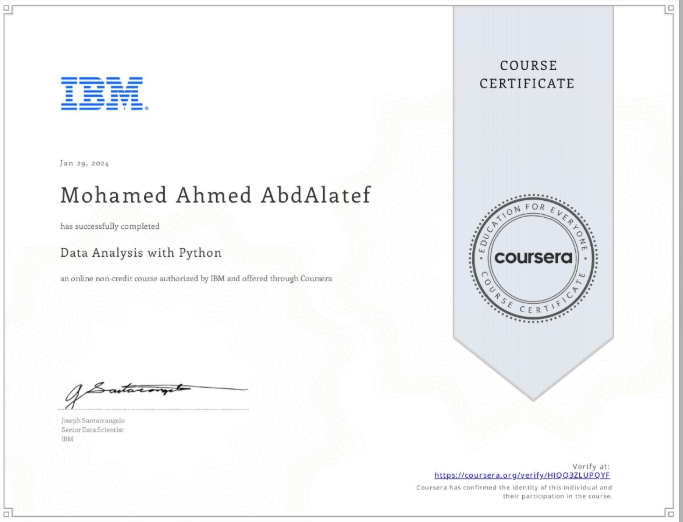 IBM®
Jan 29, 2024
Mohamed Ahmed AbdAlatef
has successfully completed
Data Analysis with Python
an online non-credit course authorized by IBM and offered through Coursera
Joseph Santarcangelo
Senior Data Scientist
IBM
COURSE
CERTIFICATE
EDUCATION FOR EVERYONE
coursera
COURSE CERTIFICATE
Verify at:
https://coursera.org/verify/HIQQ3ZLUPQYF
Coursera has confirmed the identity of this individual and
their participation in the course.